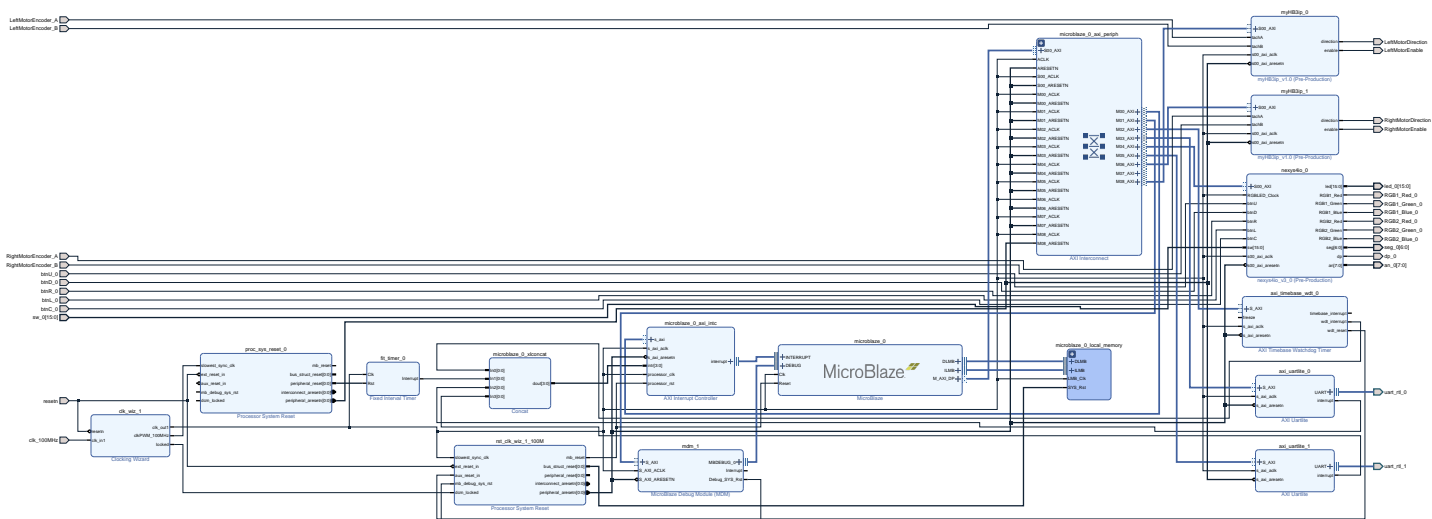 LeftMotorEncoder_A
LeftMotorEncoder_B
RightMotorEncoder_A
RightMotorEncoder_B
btnU_0
btnD_0
btnR_0
btnL_0
btnC_0
sw_0[15:0]
resetn
clk_100MHz
clk_wiz_1
resetn
clk_in1
clk_out1
clkPWM_100MHz
locked
Clocking Wizard
proc_sys_reset_0
slowest_sync_clk
ext_reset_in
aux_reset_in
mb_debug_sys_rst
dcm_locked
mb_reset
bus_struct_reset[0:0]
peripheral_reset[0:0]
interconnect_aresetn[0:0]
peripheral_aresetn[0:0]
Processor System Reset
fit_timer_0
Clk
Rst
Interrupt
Fixed Interval Timer
microblaze_0_xlconcat
In0[0:0]
In1[0:0]
In2[0:0]
In3[0:0]
dout[3:0]
Concat
rst_clk_wiz_1_100M
slowest_sync_clk
ext_reset_in
aux_reset_in
mb_debug_sys_rst
dcm_locked
mb_reset
bus_struct_reset[0:0]
peripheral_reset[0:0]
interconnect_aresetn[0:0]
peripheral_aresetn[0:0]
Processor System Reset
microblaze_0_axi_intc
s_axi
s_axi_aclk
s_axi_aresetn
intr[3:0]
processor_clk
processor_rst
interrupt
AXI Interrupt Controller
mdm_1
S_AXI
S_AXI_ACLK
S_AXI_ARESETN
MBDEBUG_0
Interrupt
Debug_SYS_Rst
MicroBlaze Debug Module (MDM)
microblaze_0
INTERRUPT
DEBUG
Clk
Reset
MicroBlaze
DLMB
ILMB
M_AXI_DP
MicroBlaze
microblaze_0_local_memory
DLMB
ILMB
LMB_Clk
SYS_Rst
microblaze_0_axi_periph
S00_AXI
ACLK
ARESETN
S00_ACLK
S00_ARESETN
M00_ACLK
M00_ARESETN
M01_ACLK
M01_ARESETN
M02_ACLK
M02_ARESETN
M03_ACLK
M03_ARESETN
M04_ACLK
M04_ARESETN
M05_ACLK
M05_ARESETN
M06_ACLK
M06_ARESETN
M07_ACLK
M07_ARESETN
M08_ACLK
M08_ARESETN
M00_AXI
M01_AXI
M02_AXI
M03_AXI
M04_AXI
M05_AXI
M06_AXI
M07_AXI
M08_AXI
AXI Interconnect
myHB3ip_0
S00_AXI
tachA
tachB
s00_axi_aclk
s00_axi_aresetn
direction
enable
myHB3ip_v1.0 (Pre-Production)
LeftMotorDirection
LeftMotorEnable
myHB3ip_1
S00_AXI
tachA
tachB
s00_axi_aclk
s00_axi_aresetn
direction
enable
myHB3ip_v1.0 (Pre-Production)
RightMotorDirection
RightMotorEnable
nexys4io_0
S00_AXI
RGBLED_Clock
btnU
btnD
btnR
btnL
btnC
sw[15:0]
s00_axi_aclk
s00_axi_aresetn
led[15:0]
RGB1_Red
RGB1_Green
RGB1_Blue
RGB2_Red
RGB2_Green
RGB2_Blue
seg[6:0]
dp
an[7:0]
nexys4io_v3_0 (Pre-Production)
led_0[15:0]
RGB1_Red_0
RGB1_Green_0
RGB1_Blue_0
RGB2_Red_0
RGB2_Green_0
RGB2_Blue_0
seg_0[6:0]
dp_0
an_0[7:0]
axi_timebase_wdt_0
S_AXI
freeze
s_axi_aclk
s_axi_aresetn
timebase_interrupt
wdt_interrupt
wdt_reset
AXI Timebase Watchdog Timer
axi_uartlite_0
S_AXI
s_axi_aclk
s_axi_aresetn
UART
interrupt
AXI Uartlite
uart_rtl_0
axi_uartlite_1
S_AXI
s_axi_aclk
s_axi_aresetn
UART
interrupt
AXI Uartlite
uart_rtl_1